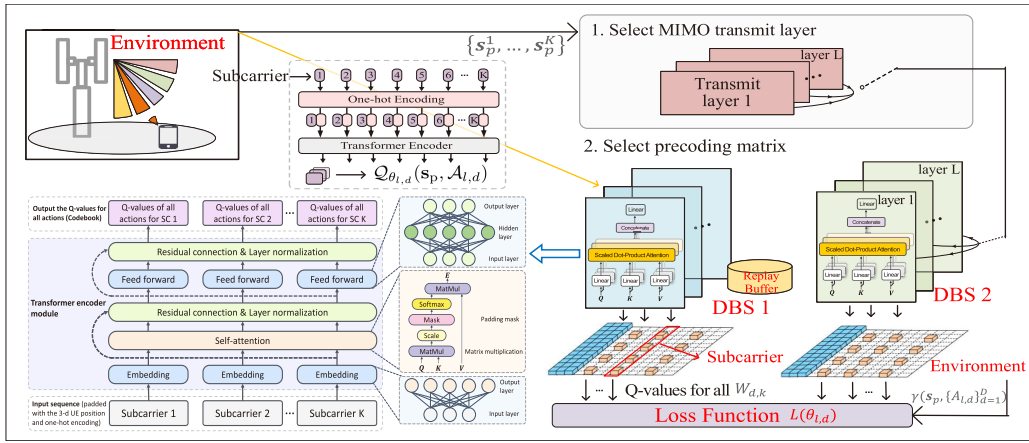 Environment
{s_p^1, ..., s_p^K}
Subcarrier
1 2 3 4 5 6 ··· K
One-hot Encoding
1 2 3 4 5 6 ··· K
Transformer Encoder
Q_{θ_{l,d}}(s_p, A_{l,d})
1. Select MIMO transmit layer
layer L
Transmit
layer 1
2. Select precoding matrix
Linear
Concatenate
Scaled Dot-Product Attention
Linear Linear Linear
Q K V
DBS 1
Replay
Buffer
layer L
layer 1
Linear
Concatenate
Scaled Dot-Product Attention
Linear Linear Linear
Q K V
DBS 2
Subcarrier
Environment
Q-values for all W_{d,k}
γ(s_p, {A_{l,d}}_{d=1}^D)
Loss Function L(θ_{l,d})
Output the Q-values for
all actions (Codebook)
Q-values of all
actions for SC 1
Q-values of all
actions for SC 2
···
Q-values of all
actions for SC K
Residual connection & Layer normalization
Feed forward
Feed forward
Feed forward
Transformer encoder
module
Residual connection & Layer normalization
Self-attention
Embedding
Embedding
Embedding
Input sequence (padded
with the 3-d UE position
and one-hot encoding)
Subcarrier 1
Subcarrier 2
···
Subcarrier K
Output layer
Hidden
layer
Input layer
E
MatMul
Softmax
Mask
Padding mask
Scale
MatMul
Matrix multiplication
Q K V
Output
layer
Input layer